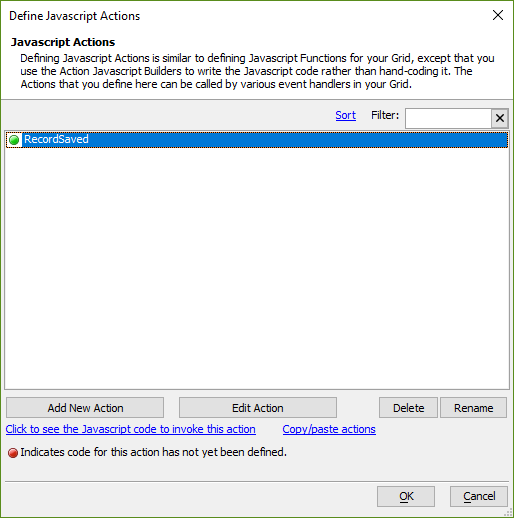 Define Javascript Actions
Javascript Actions
Defining Javascript Actions is similar to defining Javascript Functions for your Grid, except that you
use the Action Javascript Builders to write the Javascript code rather than hand-coding it. The
Actions that you define here can be called by various event handlers in your Grid.
Sort Filter:
RecordSaved
Add New Action Edit Action Delete Rename
Click to see the Javascript code to invoke this action Copy/paste actions
Indicates code for this action has not yet been defined.
OK Cancel